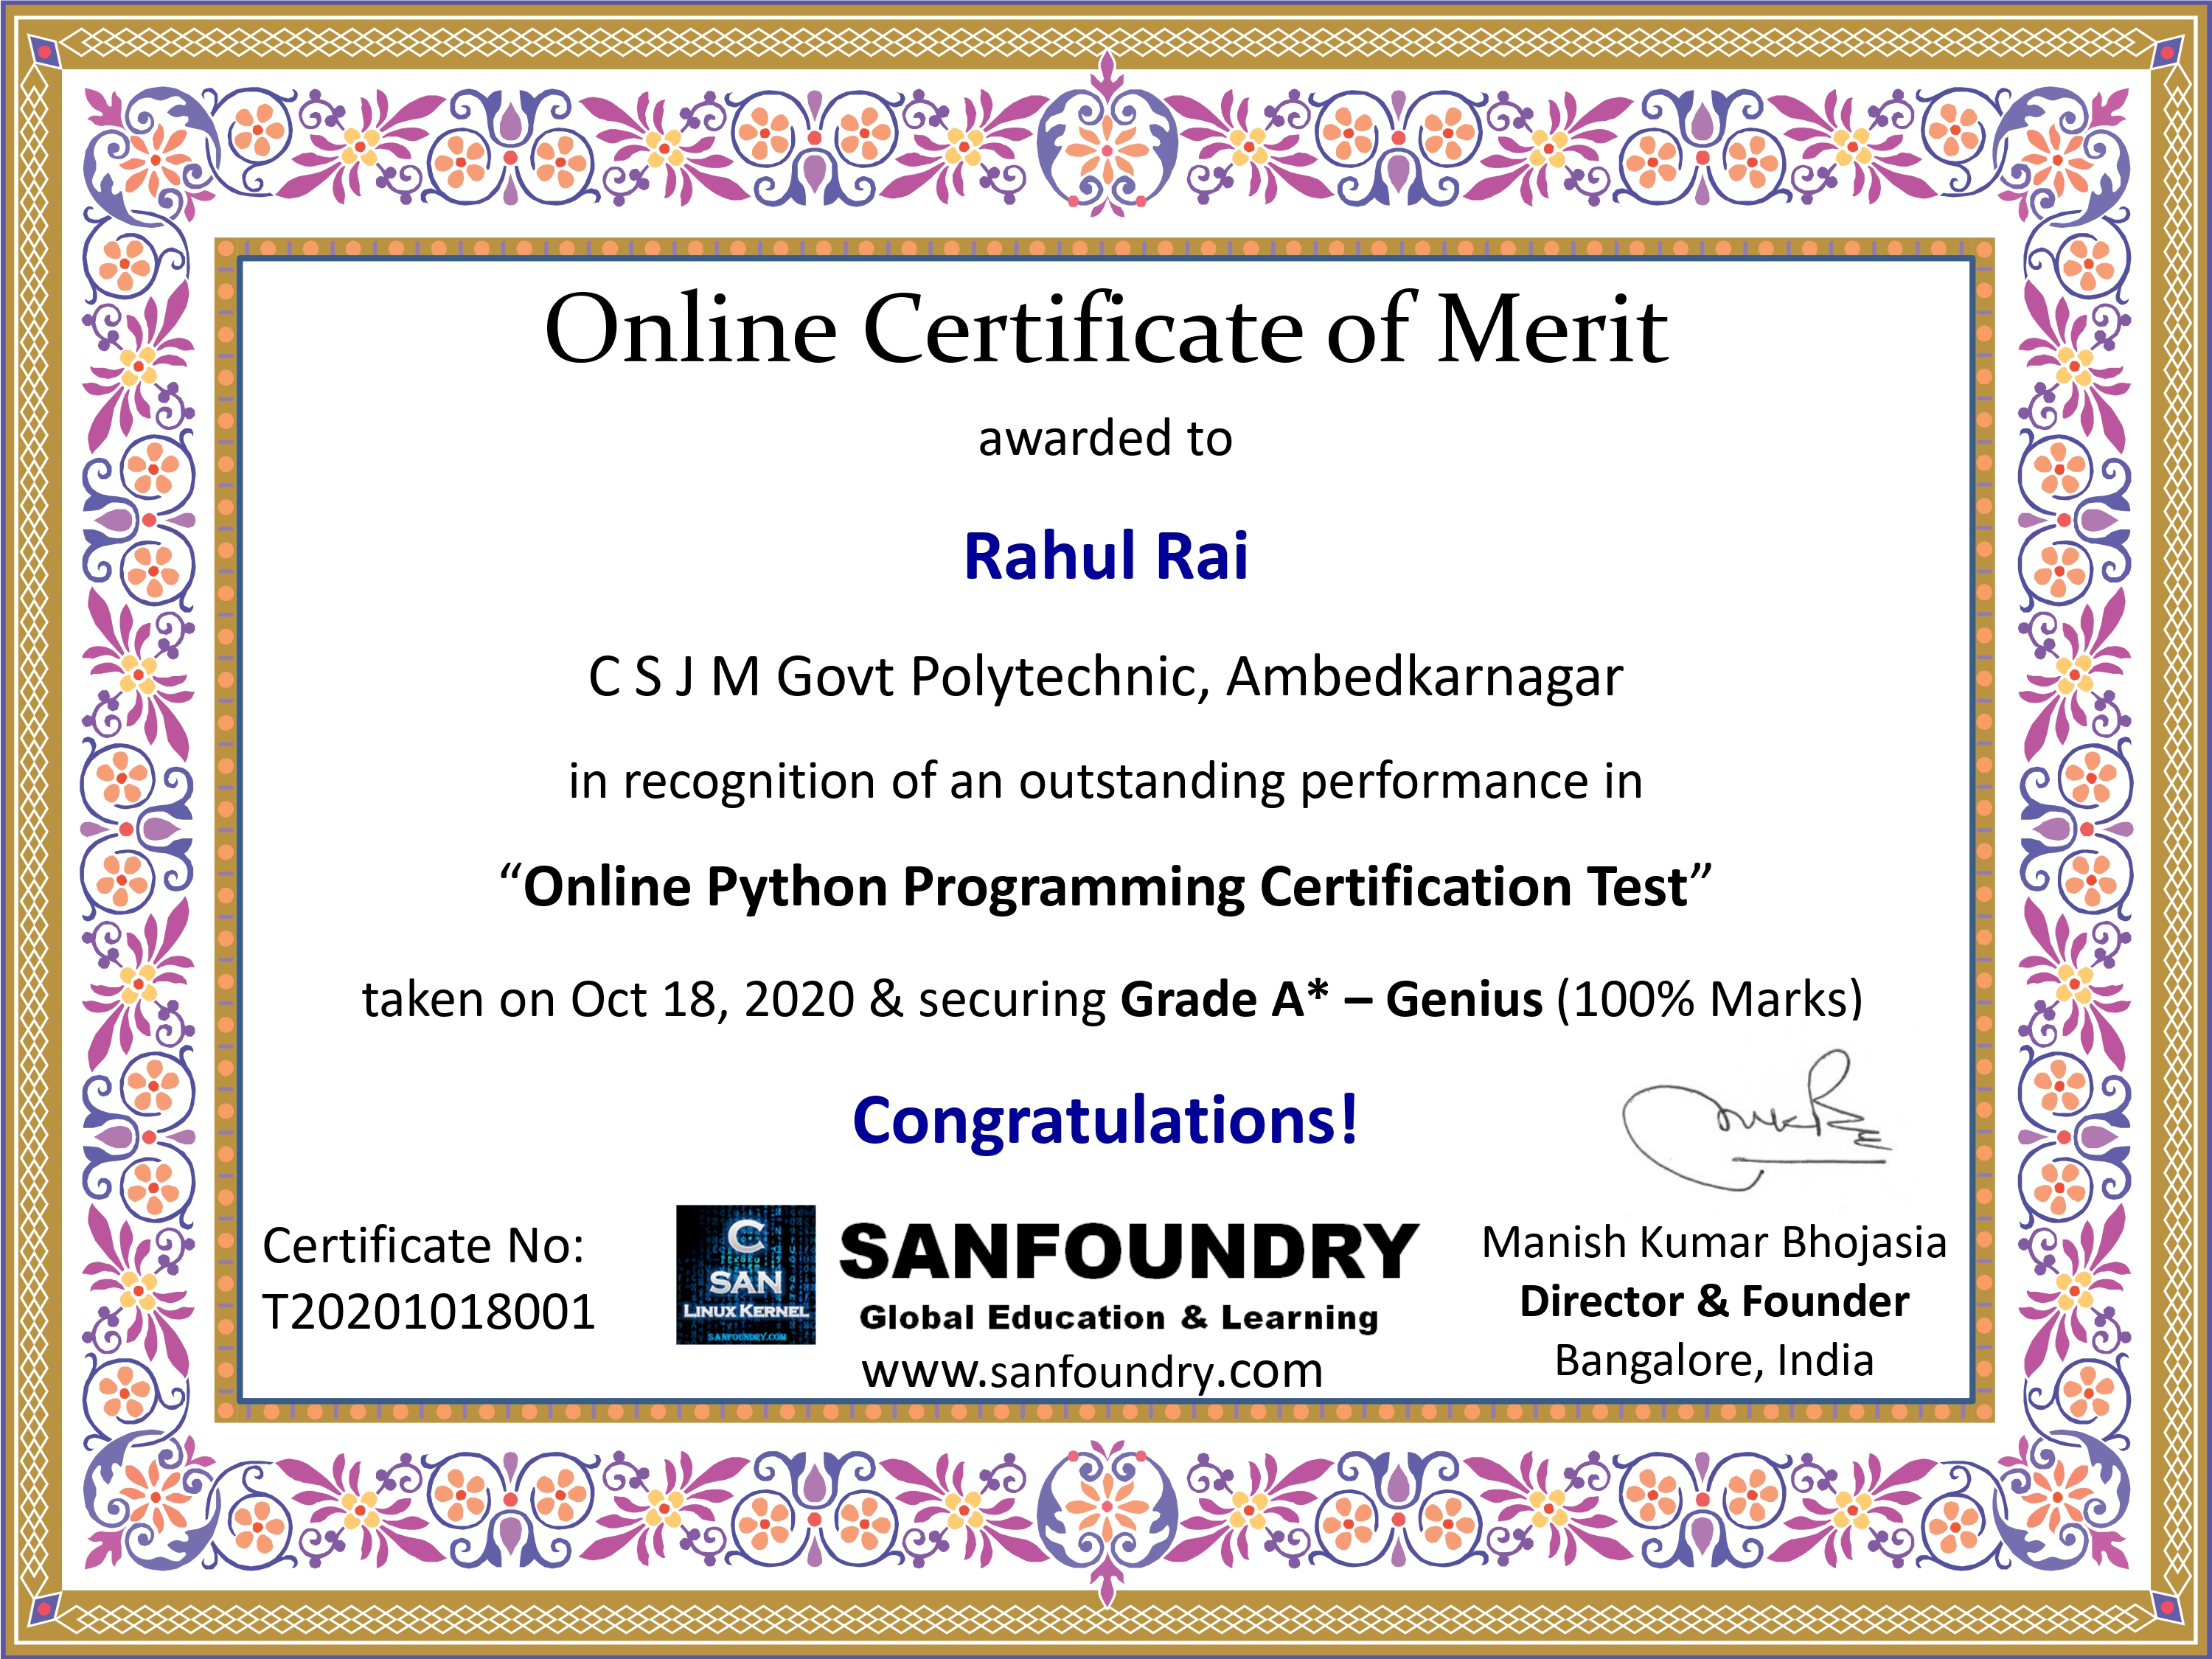 Online Certificate of Merit
awarded to
Rahul Rai
C S J M Govt Polytechnic, Ambedkarnagar
in recognition of an outstanding performance in
“Online Python Programming Certification Test”
taken on Oct 18, 2020 & securing Grade A* – Genius (100% Marks)
Congratulations!
Certificate No:
T20201018001
C
SAN
LINUX KERNEL
SANFOUNDRY.COM
SANFOUNDRY
Global Education & Learning
www.sanfoundry.com
Manish Kumar Bhojasia
Director & Founder
Bangalore, India